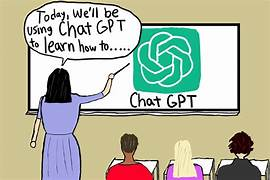 Today, We'll be
using Chat GPT
to learn how to.....
Chat GPT